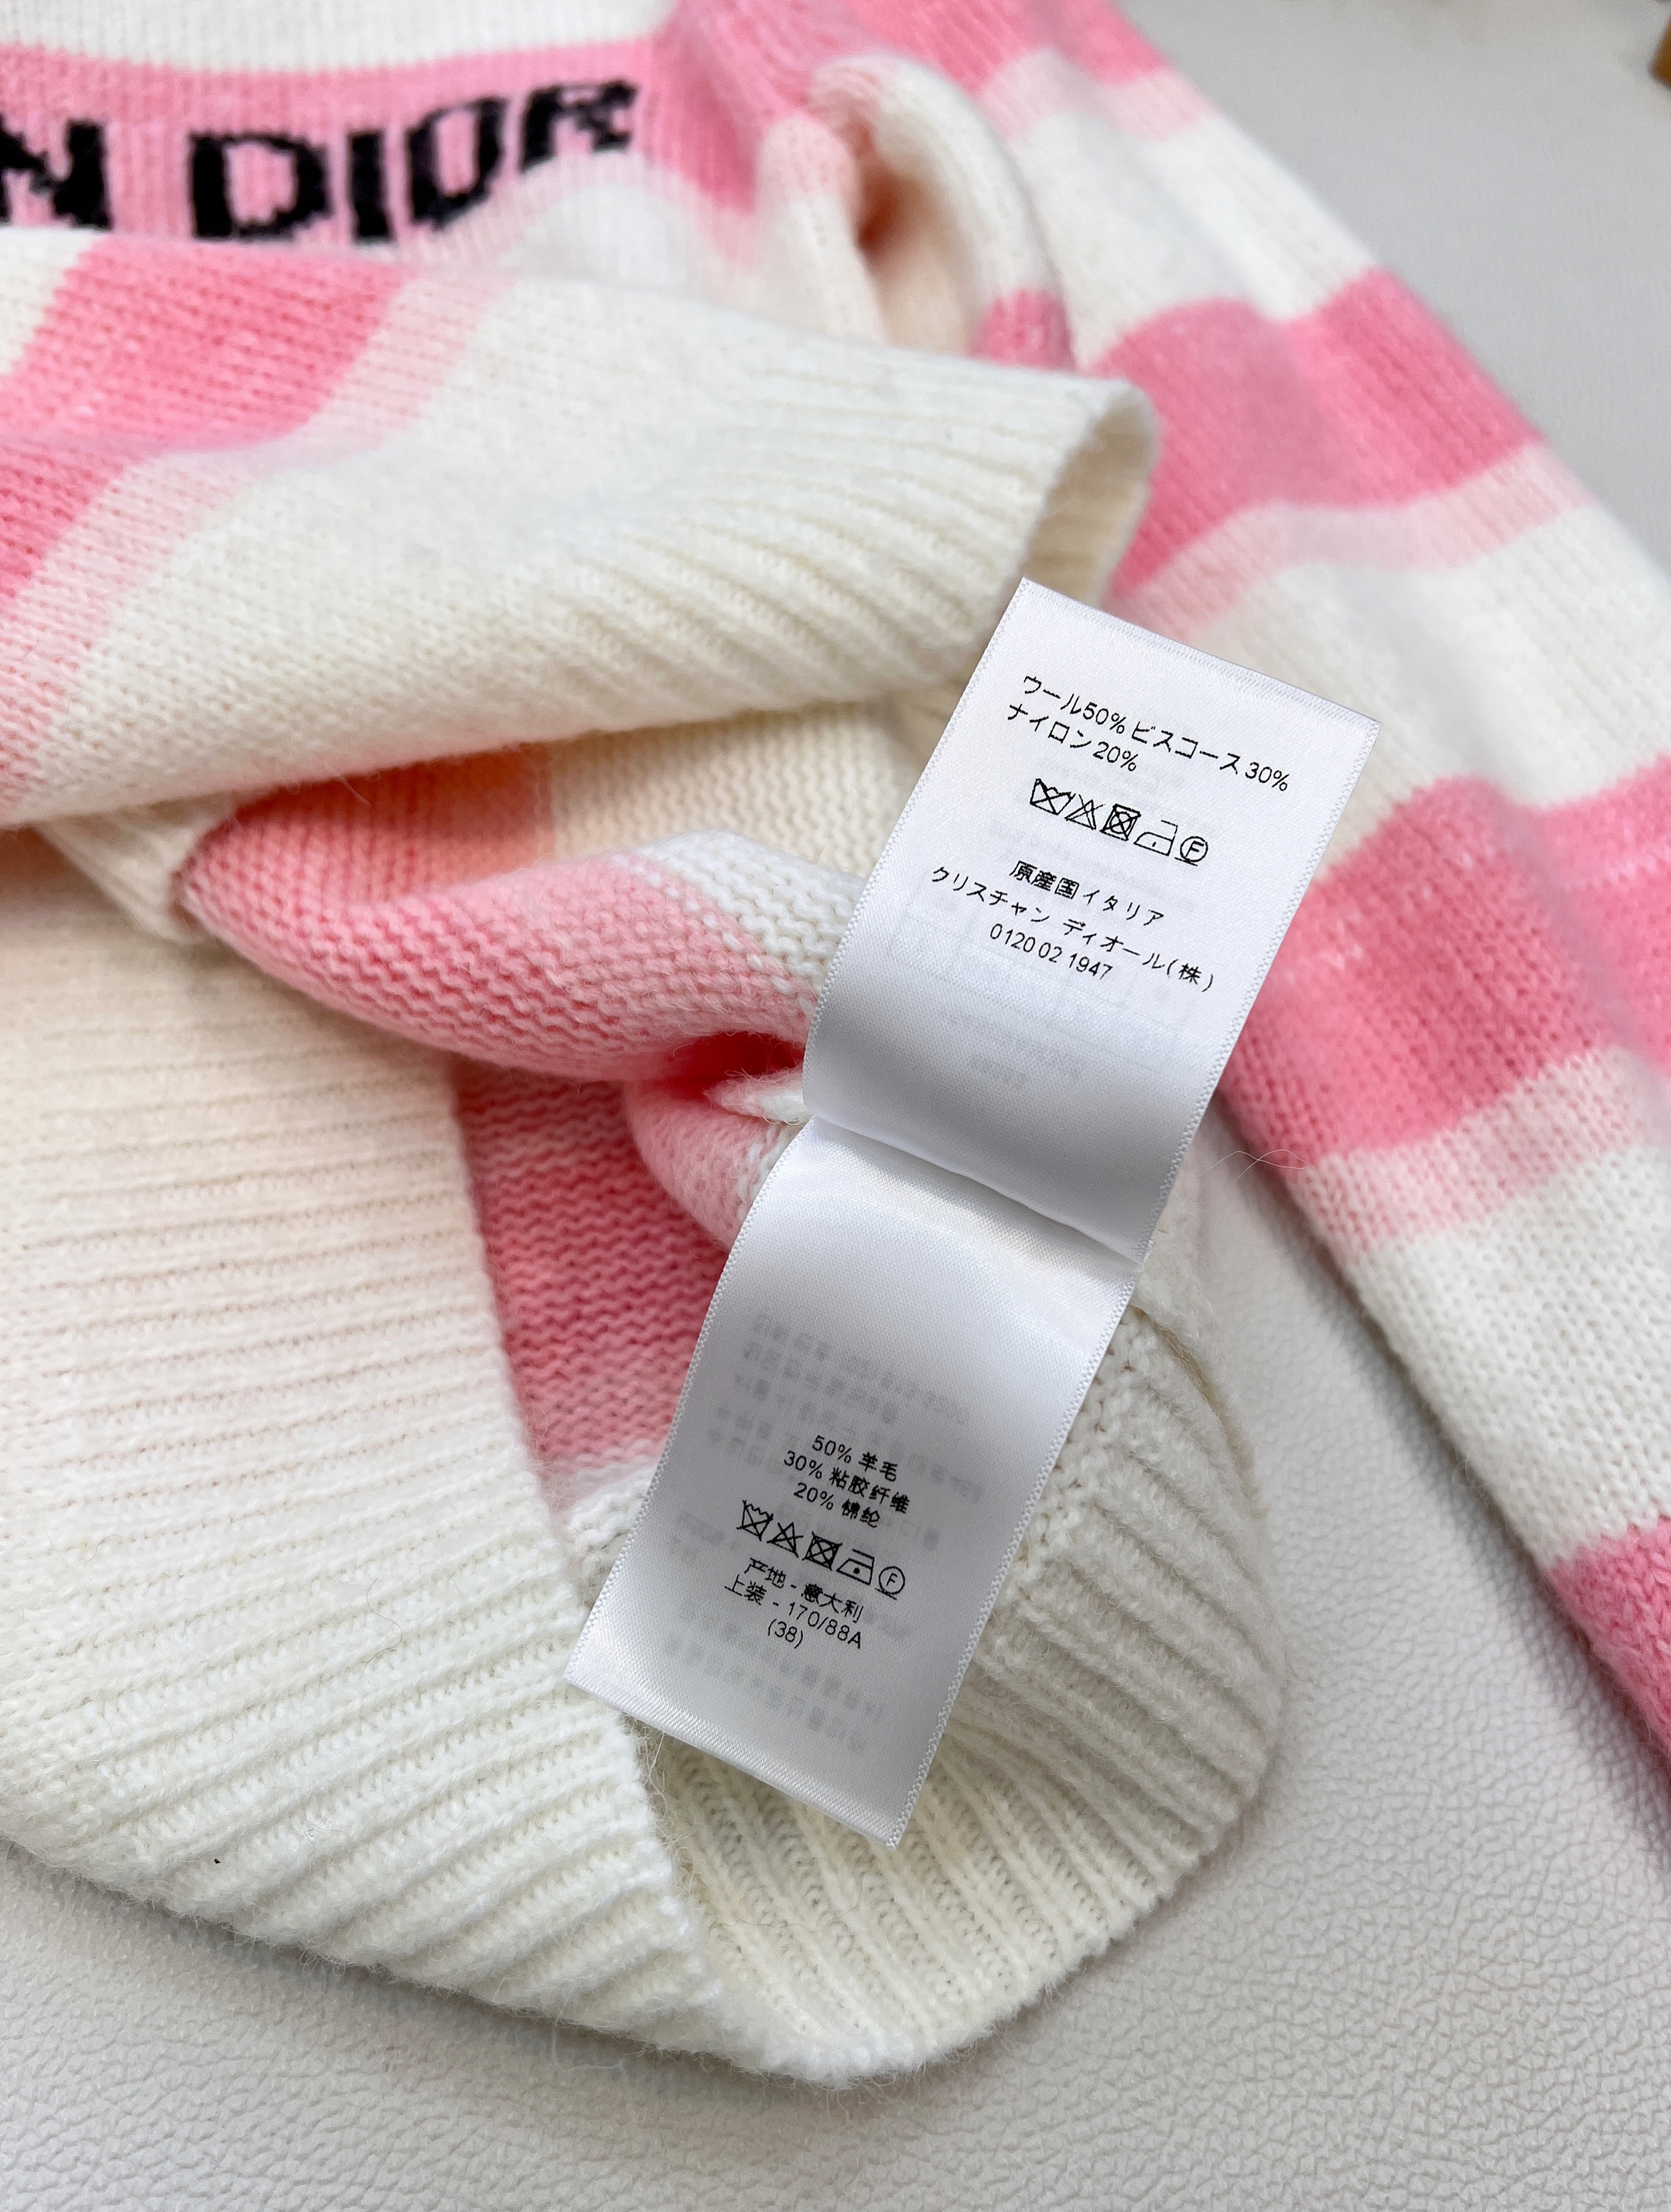 N DIOR
ウール50% ビスコース30%
ナイロン20%
F
原産国イタリア
クリスチャン ディオール(株)
0120 02 1947
50% 羊毛
30% 粘胶纤维
20% 锦纶
F
产地 - 意大利
上装 - 170/88A
(38)